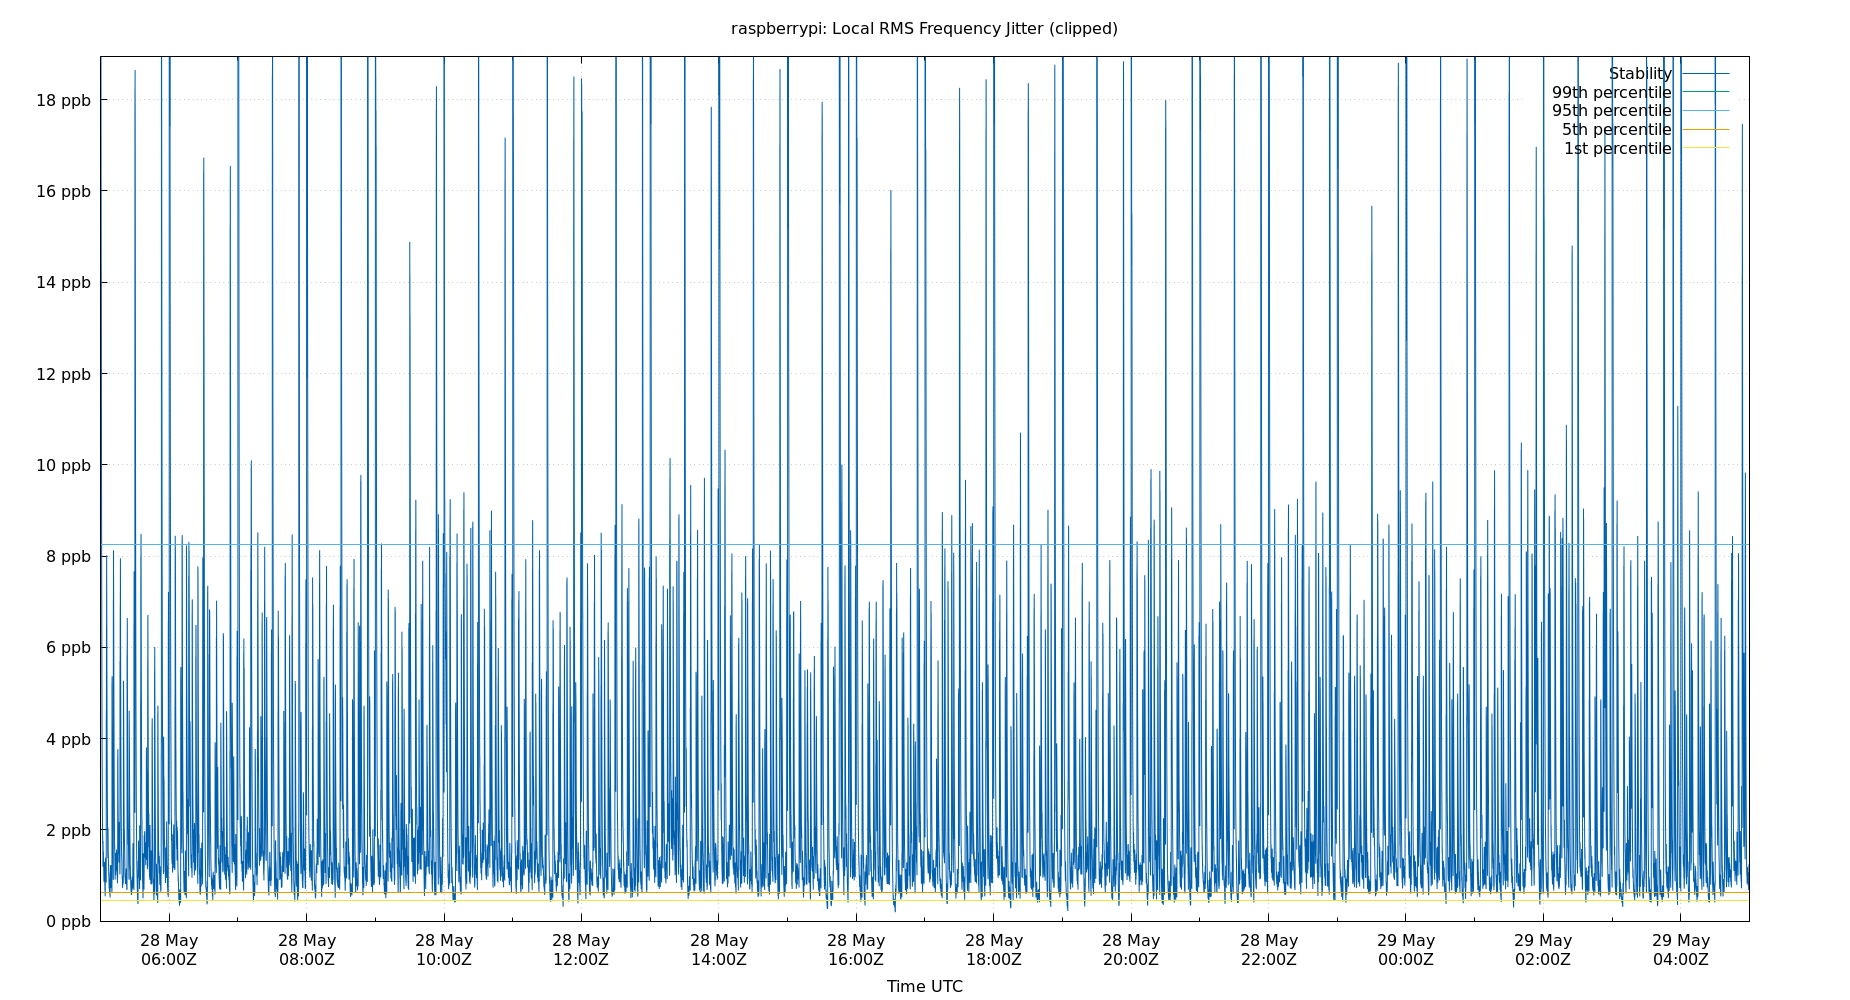 raspberrypi: Local RMS Frequency Jitter (clipped)
Stability
99th percentile
95th percentile
5th percentile
1st percentile
18 ppb
16 ppb
14 ppb
12 ppb
10 ppb
8 ppb
6 ppb
4 ppb
2 ppb
0 ppb
28 May 28 May 28 May 28 May 28 May 28 May 28 May 28 May 28 May 29 May 29 May 29 May
06:00Z 08:00Z 10:00Z 12:00Z 14:00Z 16:00Z 18:00Z 20:00Z 22:00Z 00:00Z 02:00Z 04:00Z
Time UTC